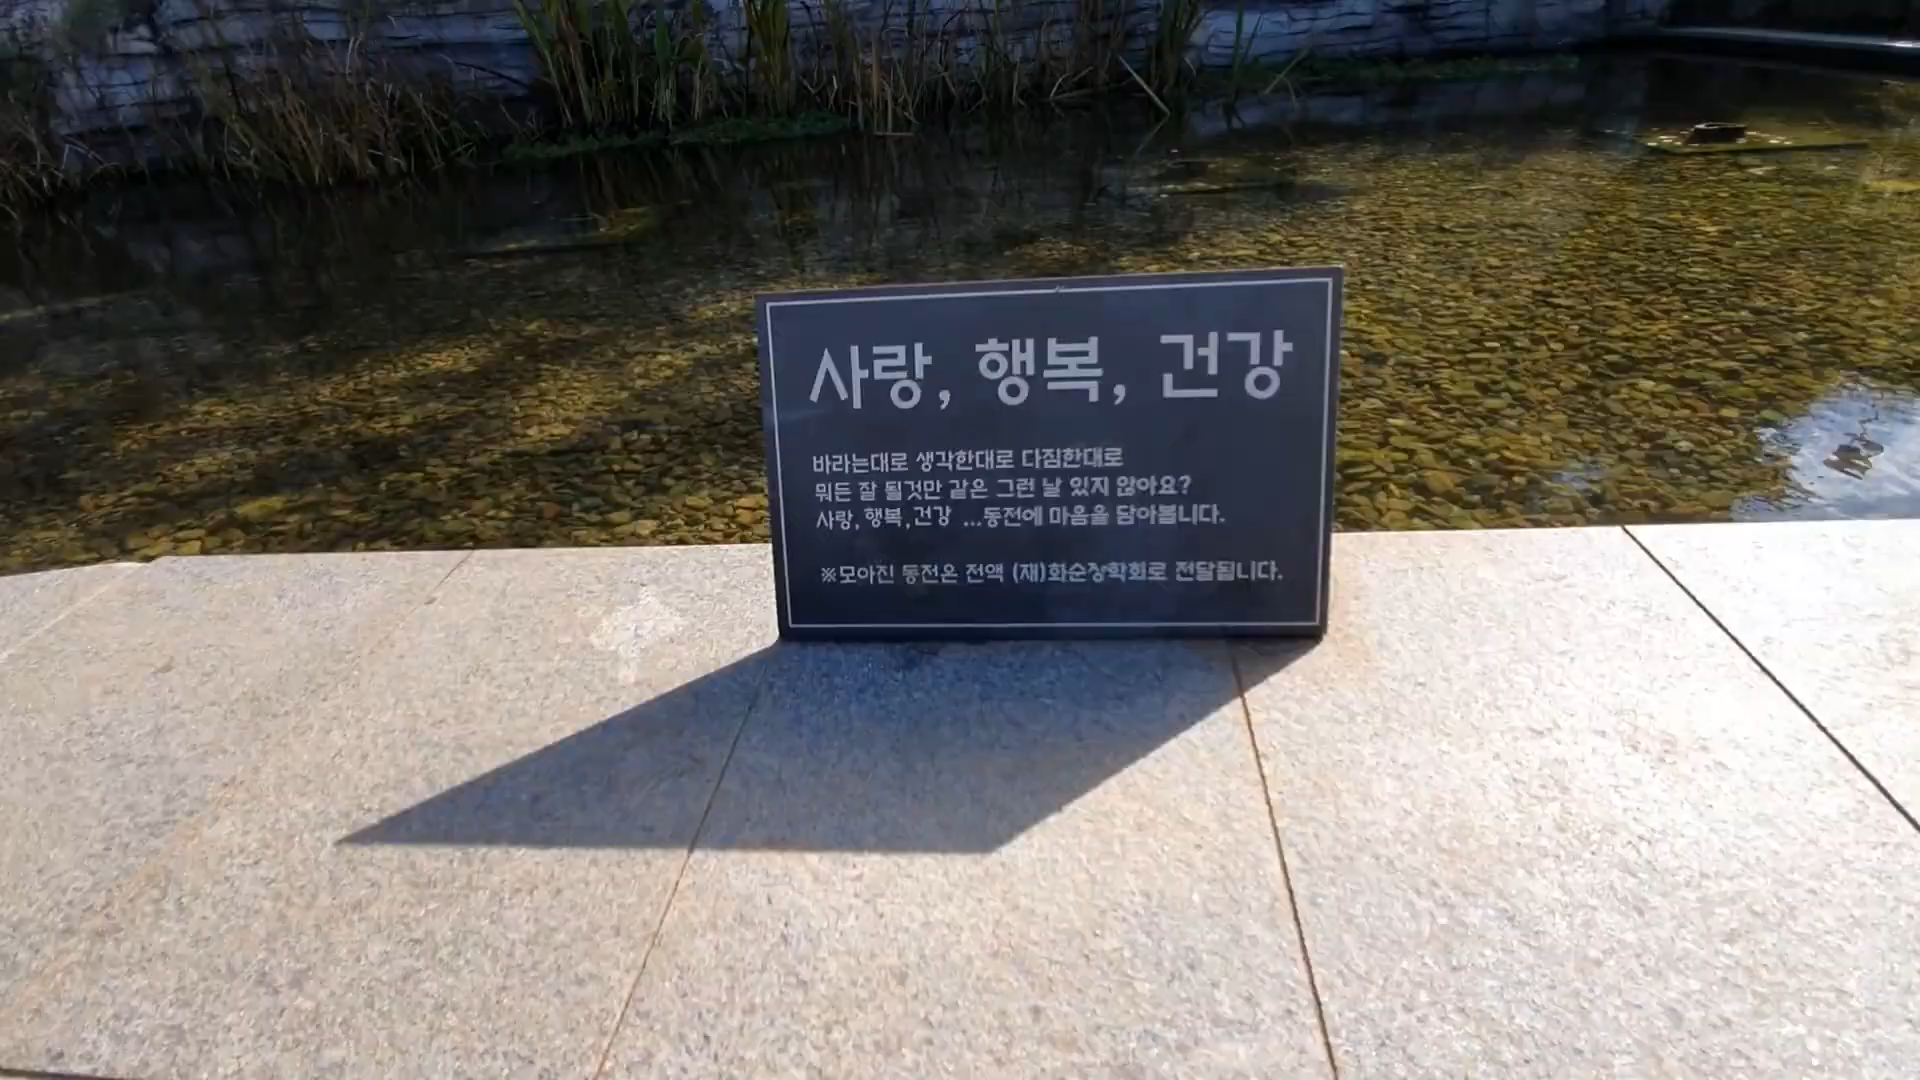 사랑, 행복, 건강
바라는대로 생각한대로 다짐한대로
뭐든 잘 될것만 같은 그런 날 있지 않아요?
사랑, 행복, 건강 ...동전에 마음을 담아봅니다.
※모아진 동전은 전액 (재)화순장학회로 전달됩니다.